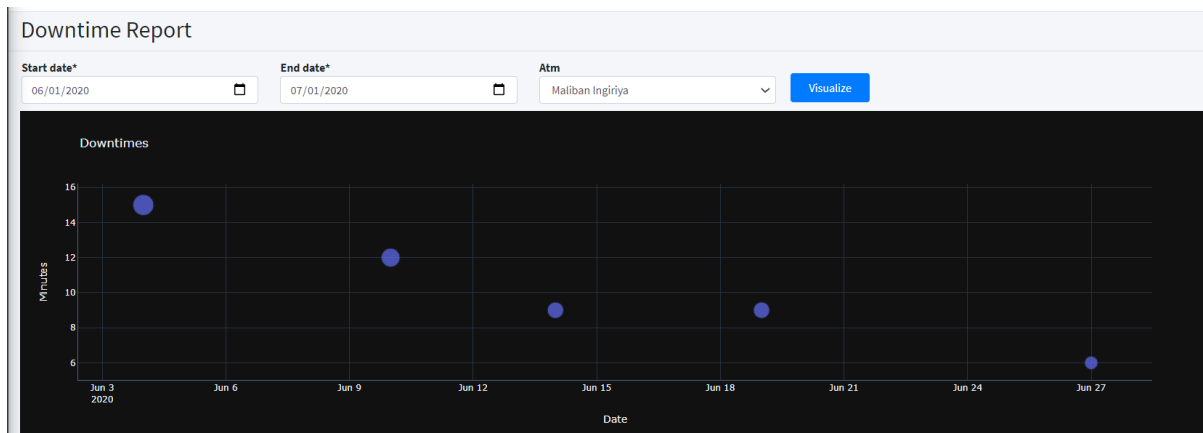 Downtime Report
Start date* End date* Atm
06/01/2020 07/01/2020 Maliban Ingiriya Visualize
Downtimes
16
14
12
10
8
6
Minutes
Jun 3 Jun 6 Jun 9 Jun 12 Jun 15 Jun 18 Jun 21 Jun 24 Jun 27
2020
Date